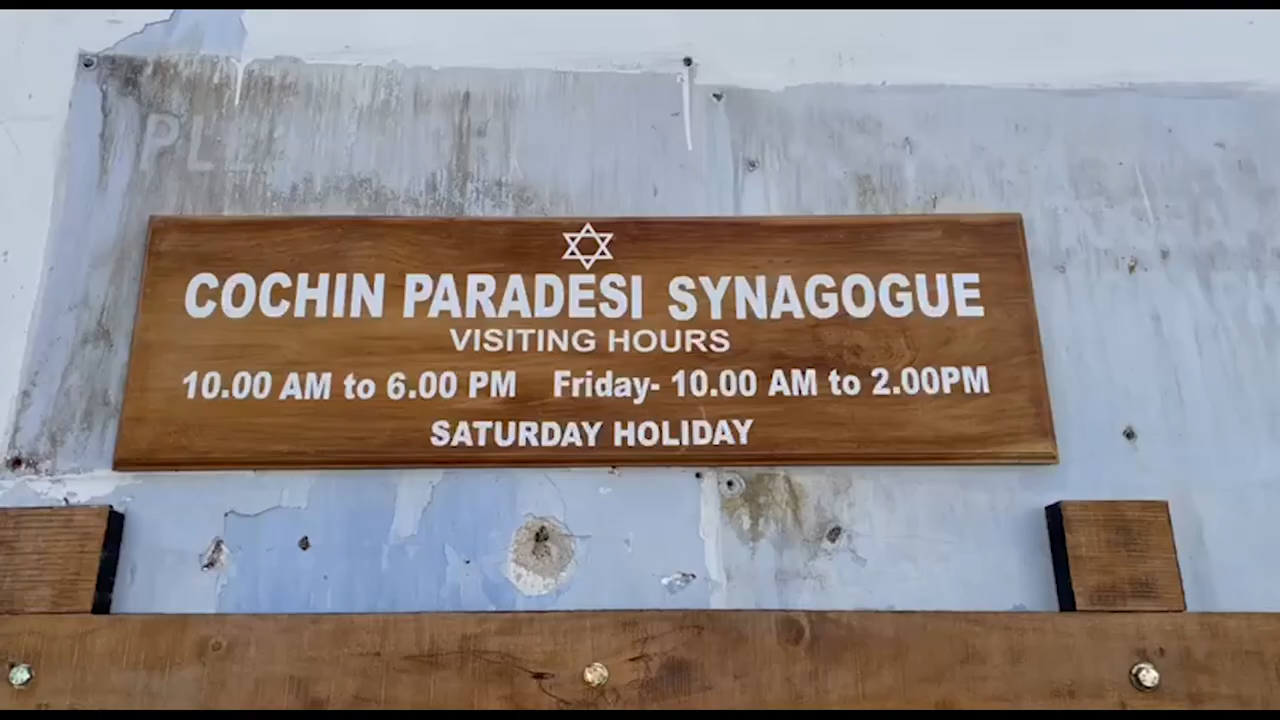 COCHIN PARADESI SYNAGOGUE
VISITING HOURS
10.00 AM to 6.00 PM Friday- 10.00 AM to 2.00PM
SATURDAY HOLIDAY